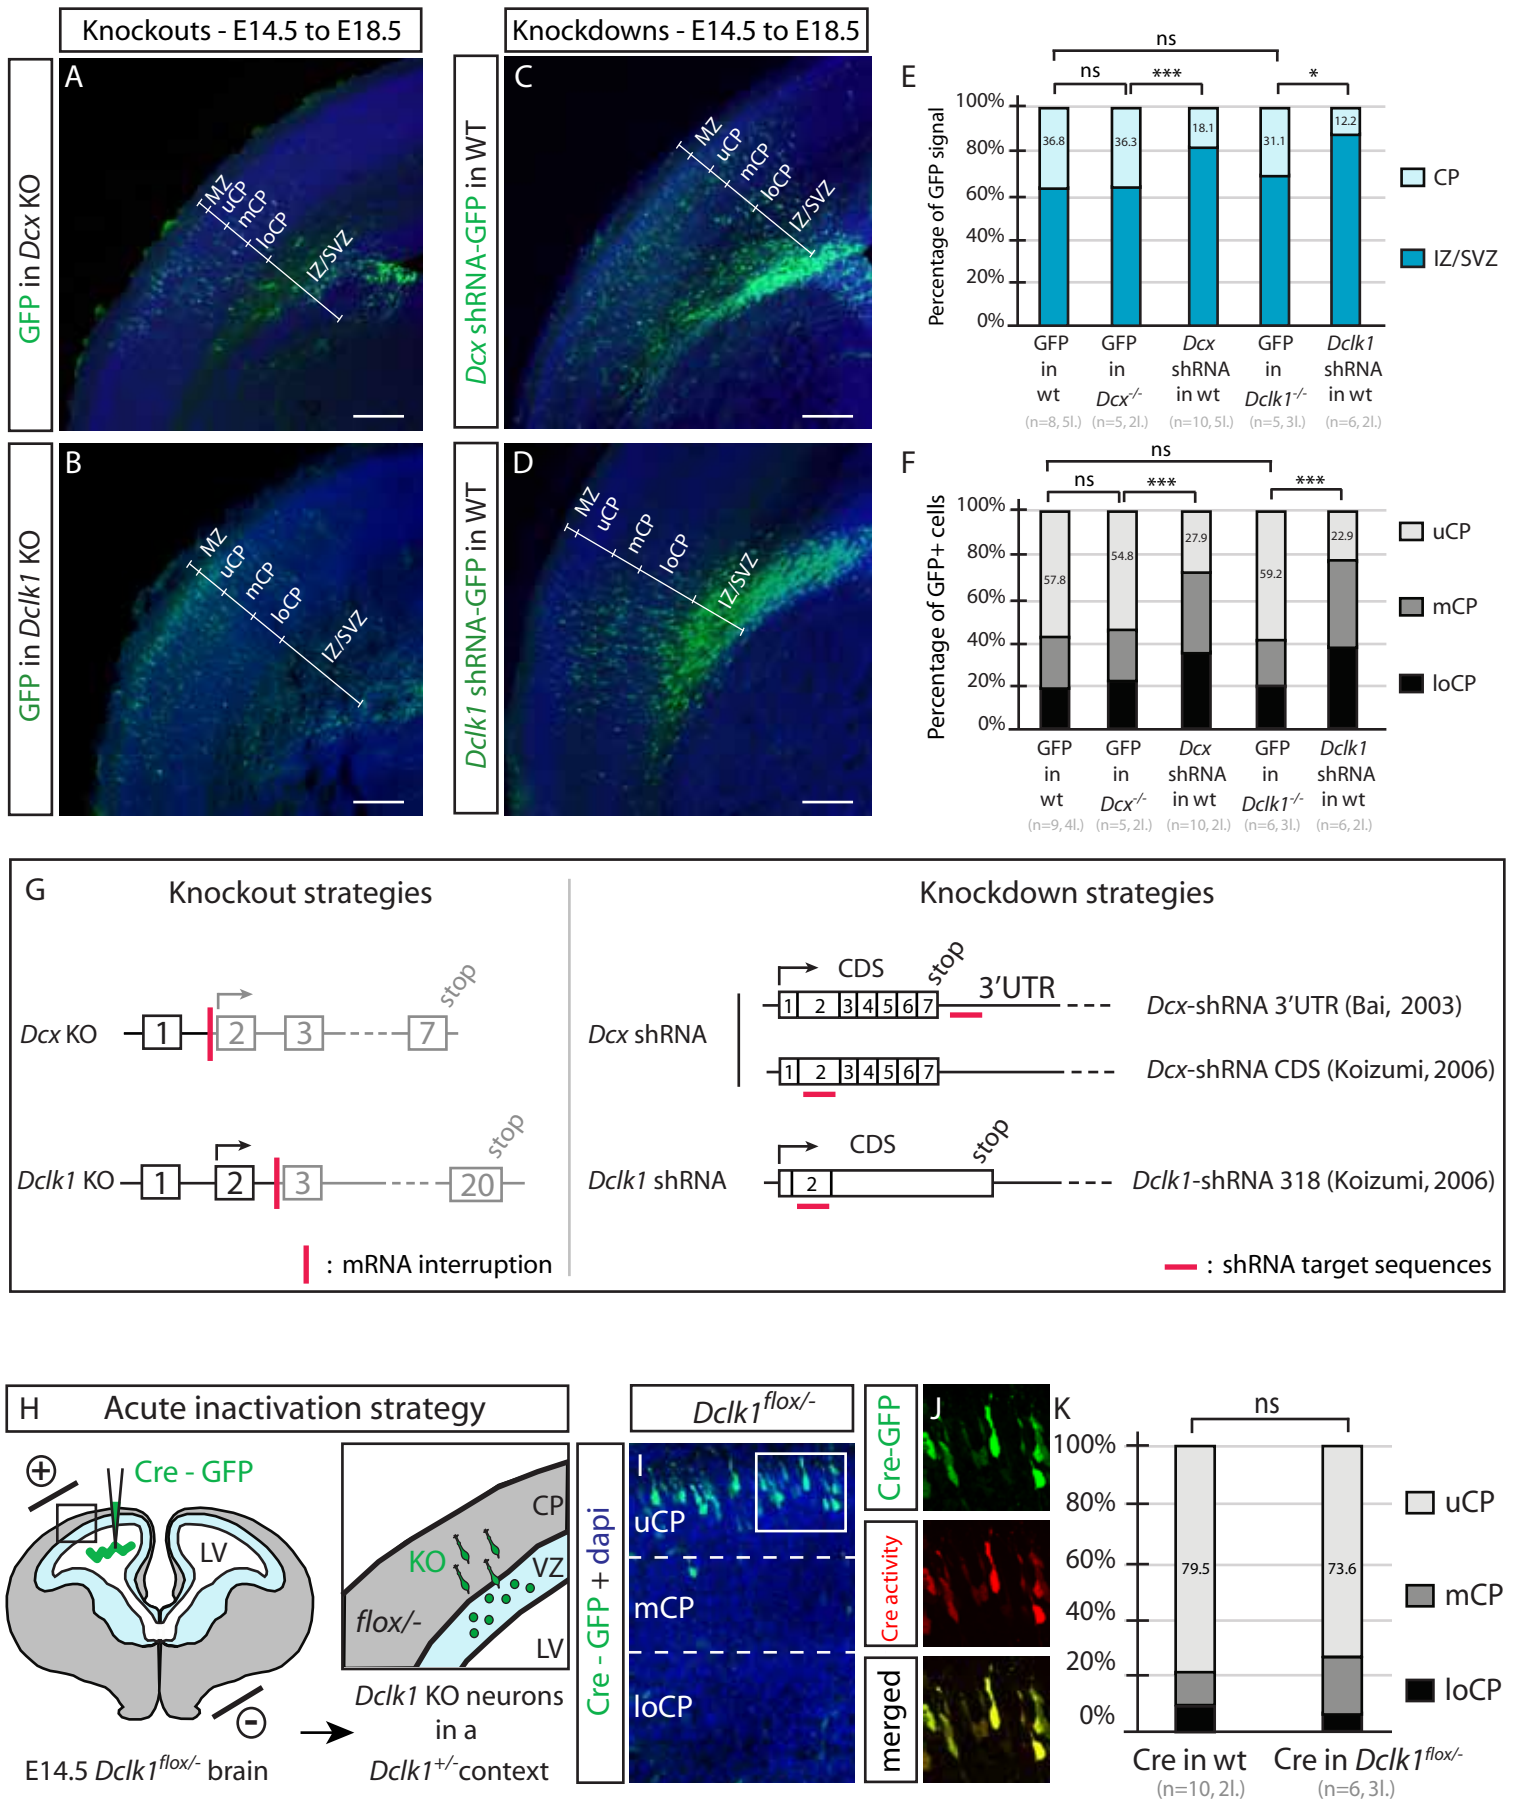 Knockouts - E14.5 to E18.5
Knockdowns - E14.5 to E18.5
GFP in Dcx KO
A
MZ
uCP
mCP
loCP
IZ/SVZ
Dcx shRNA-GFP in WT
C
MZ
uCP
mCP
loCP
IZ/SVZ
GFP in Dclk1 KO
B
MZ
uCP
mCP
loCP
IZ/SVZ
Dclk1 shRNA-GFP in WT
D
MZ
uCP
mCP
loCP
IZ/SVZ
E
Percentage of GFP signal
ns
ns
***
*
100%
80%
60%
40%
20%
0%
36.8
36.3
18.1
31.1
12.2
CP
IZ/SVZ
GFP
in
wt
(n=8, 5l.)
GFP
in
Dcx-/-
(n=5, 2l.)
Dcx
shRNA
in wt
(n=10, 5l.)
GFP
in
Dclk1-/-
(n=5, 3l.)
Dclk1
shRNA
in wt
(n=6, 2l.)
F
Percentage of GFP+ cells
ns
ns
***
***
100%
80%
60%
40%
20%
0%
57.8
54.8
27.9
59.2
22.9
uCP
mCP
loCP
GFP
in
wt
(n=9, 4l.)
GFP
in
Dcx-/-
(n=5, 2l.)
Dcx
shRNA
in wt
(n=10, 2l.)
GFP
in
Dclk1-/-
(n=6, 3l.)
Dclk1
shRNA
in wt
(n=6, 2l.)
G
Knockout strategies
Dcx KO
1
2
3
7
stop
Dclk1 KO
1
2
3
20
stop
: mRNA interruption
Knockdown strategies
Dcx shRNA
CDS
stop
3'UTR
1 2 3 4 5 6 7
Dcx-shRNA 3'UTR (Bai, 2003)
1 2 3 4 5 6 7
Dcx-shRNA CDS (Koizumi, 2006)
Dclk1 shRNA
CDS
stop
2
Dclk1-shRNA 318 (Koizumi, 2006)
: shRNA target sequences
H
Acute inactivation strategy
+
Cre - GFP
LV
-
E14.5 Dclk1flox/- brain
CP
KO
VZ
flox/-
LV
Dclk1 KO neurons
in a
Dclk1+/-context
Cre - GFP + dapi
Dclk1flox/-
I
uCP
mCP
loCP
Cre-GFP
J
Cre activity
merged
K
ns
100%
80%
60%
40%
20%
0%
79.5
73.6
uCP
mCP
loCP
Cre in wt
(n=10, 2l.)
Cre in Dclk1flox/-
(n=6, 3l.)